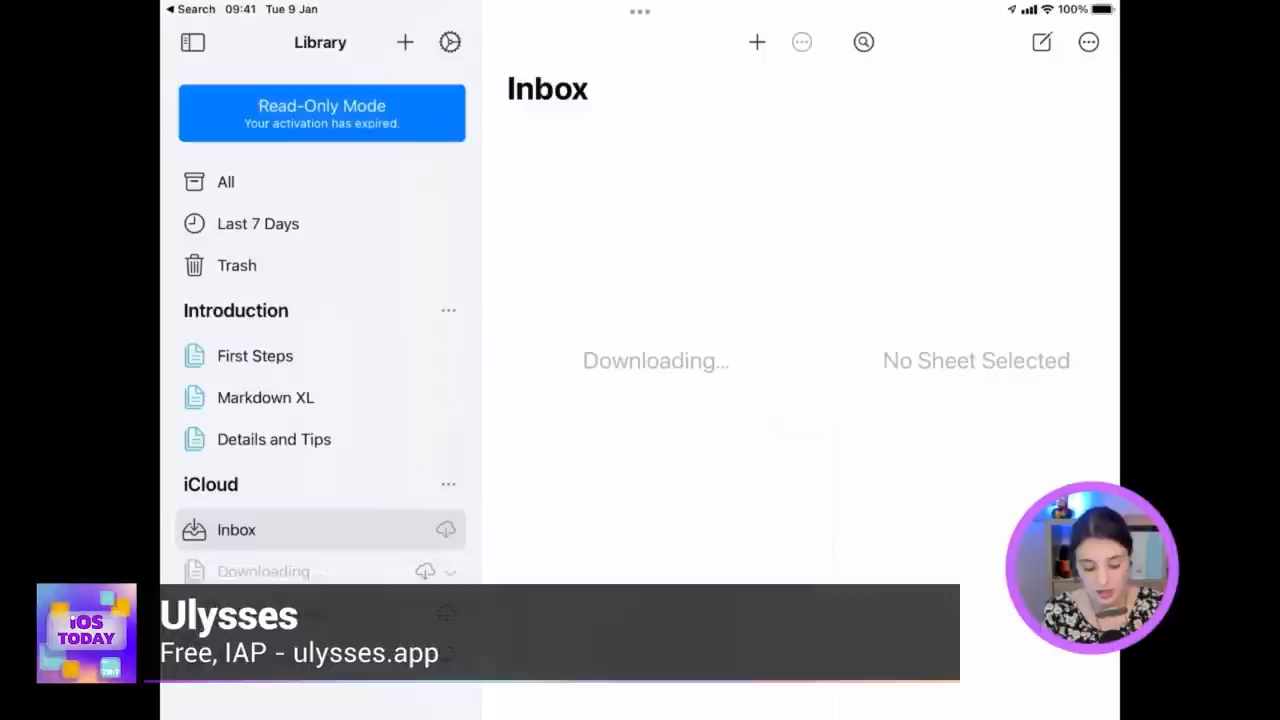 Search 09:41 Tue 9 Jan
100%
Library
Read-Only Mode
Your activation has expired.
Inbox
All
Last 7 Days
Trash
Introduction
First Steps
Markdown XL
Details and Tips
Downloading...
No Sheet Selected
iCloud
Inbox
Downloading...
iOS
TODAY
Ulysses
Free, IAP - ulysses.app